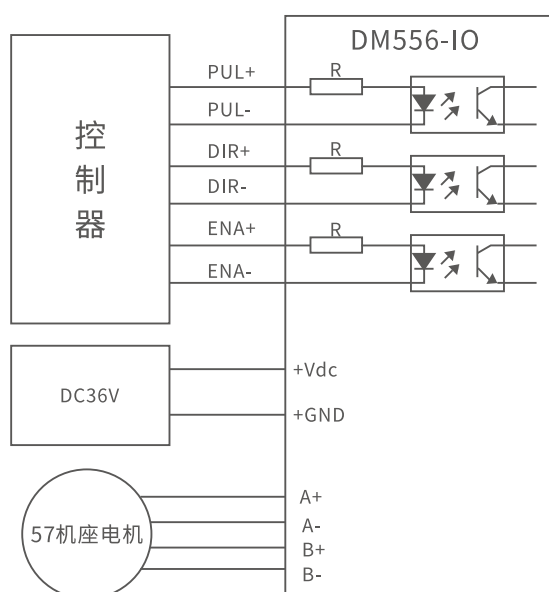 DM556-IO
控制器
PUL+
R
PUL-
DIR+
R
DIR-
ENA+
R
ENA-
DC36V
+Vdc
+GND
57机座电机
A+
A-
B+
B-